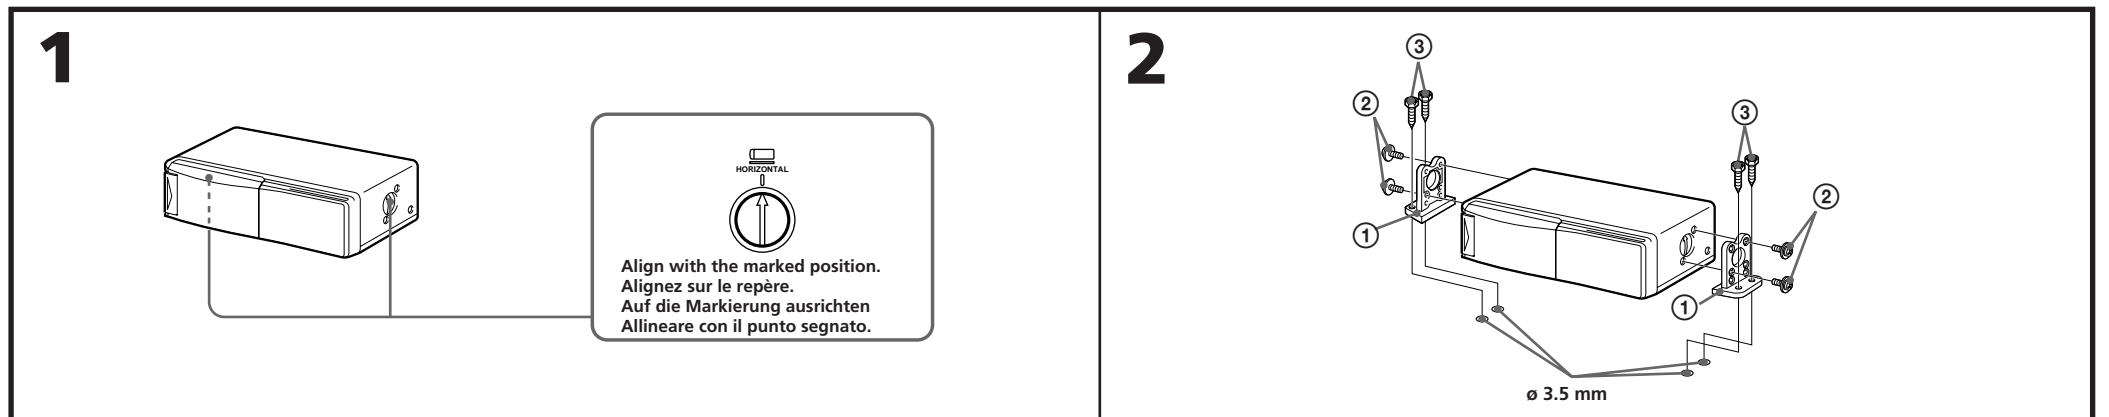 1
HORIZONTAL
Align with the marked position.
Alignez sur le repère.
Auf die Markierung ausrichten
Allineare con il punto segnato.
2
③
②
③
②
①
①
ø 3.5 mm